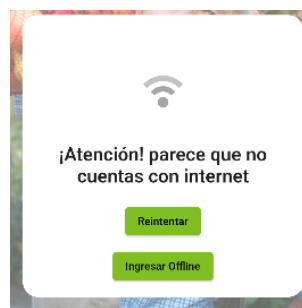 ¡Atención! parece que no
cuentas con internet
Reintentar
Ingresar Offline